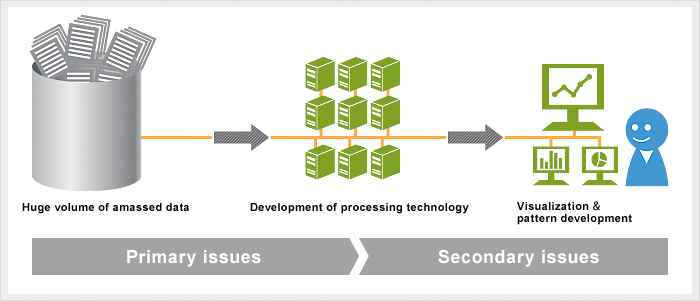 Huge volume of amassed data
Development of processing technology
Visualization &
pattern development
Primary issues
Secondary issues